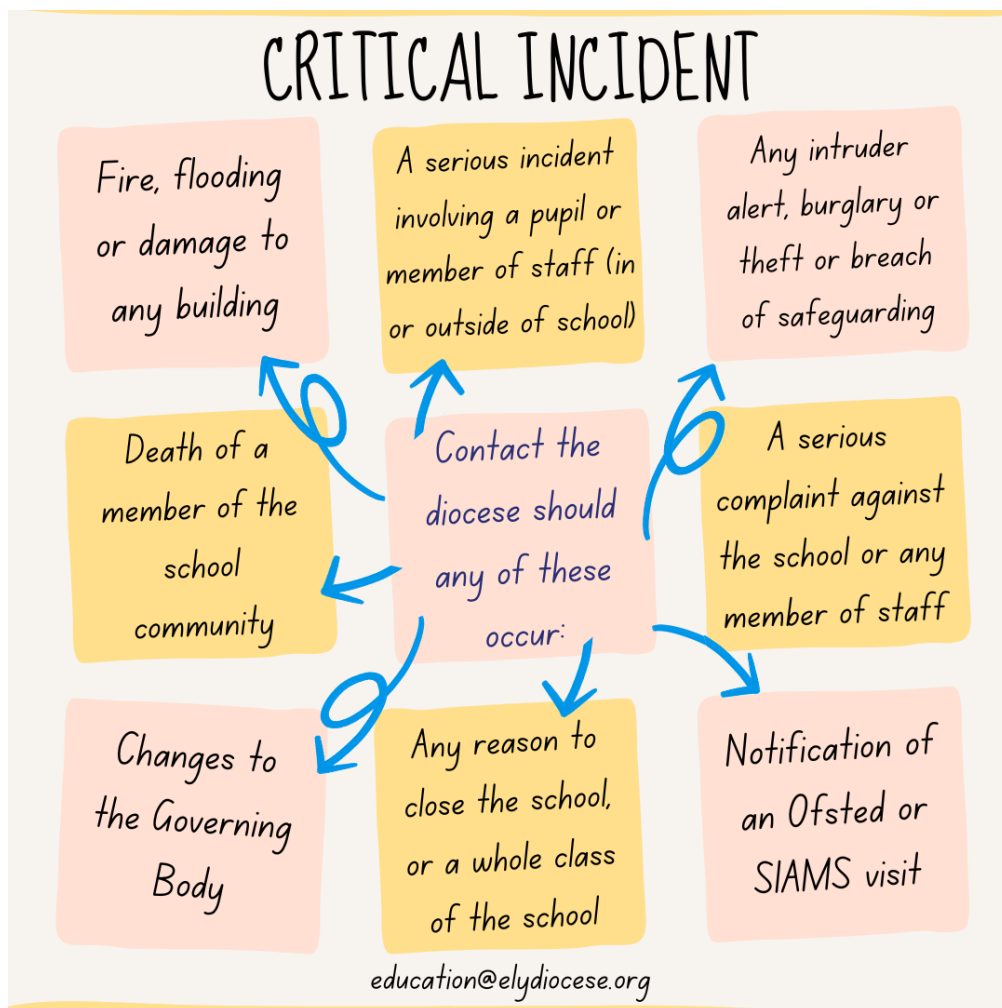 CRITICAL INCIDENT
Fire, flooding
or damage to
any building
A serious incident
involving a pupil or
member of staff (in
or outside of school)
Any intruder
alert, burglary or
theft or breach
of safeguarding
Death of a
member of the
school
community
Contact the
diocese should
any of these
occur:
A serious
complaint against
the school or any
member of staff
Changes to
the Governing
Body
Any reason to
close the school,
or a whole class
of the school
Notification of
an Ofsted or
SIAMS visit
education@elydiocese.org